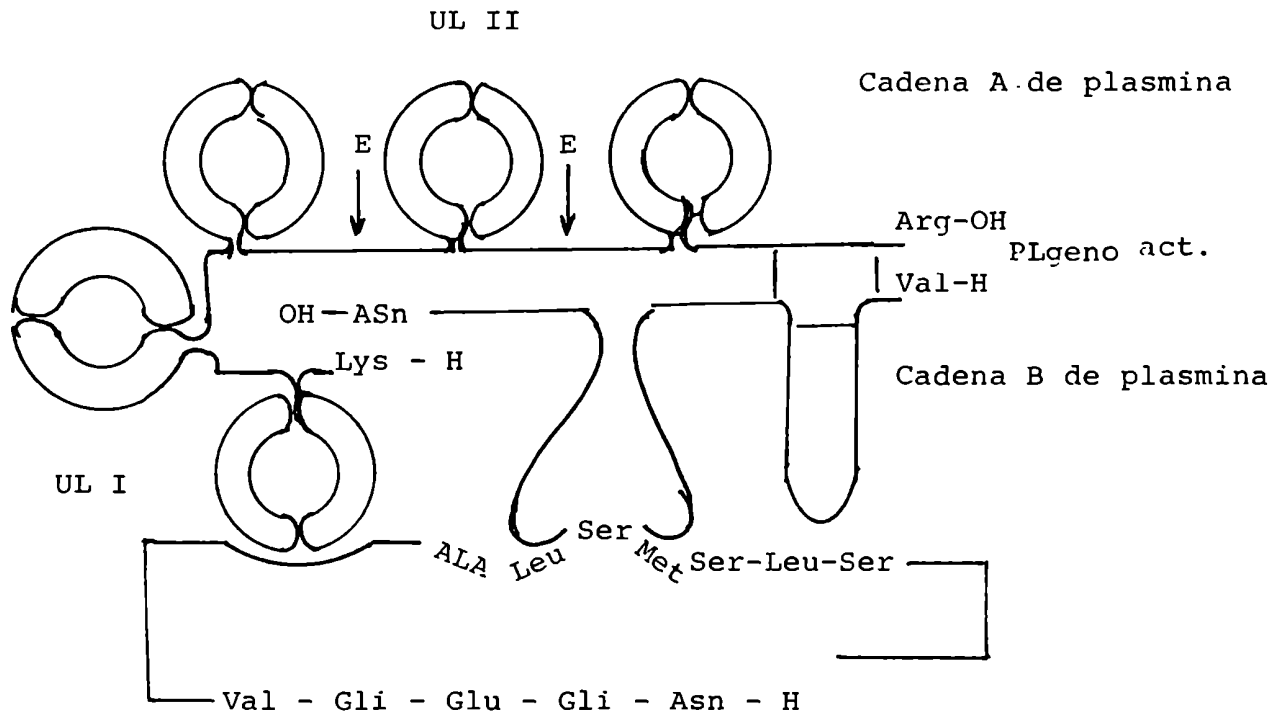 UL II
Cadena A de plasmina
E
E
Arg-OH
PLgeno act.
Val-H
OH-ASn
Lys - H
Cadena B de plasmina
UL I
ALA Leu Ser Met Ser-Leu-Ser
Val - Gli - Glu - Gli - Asn - H